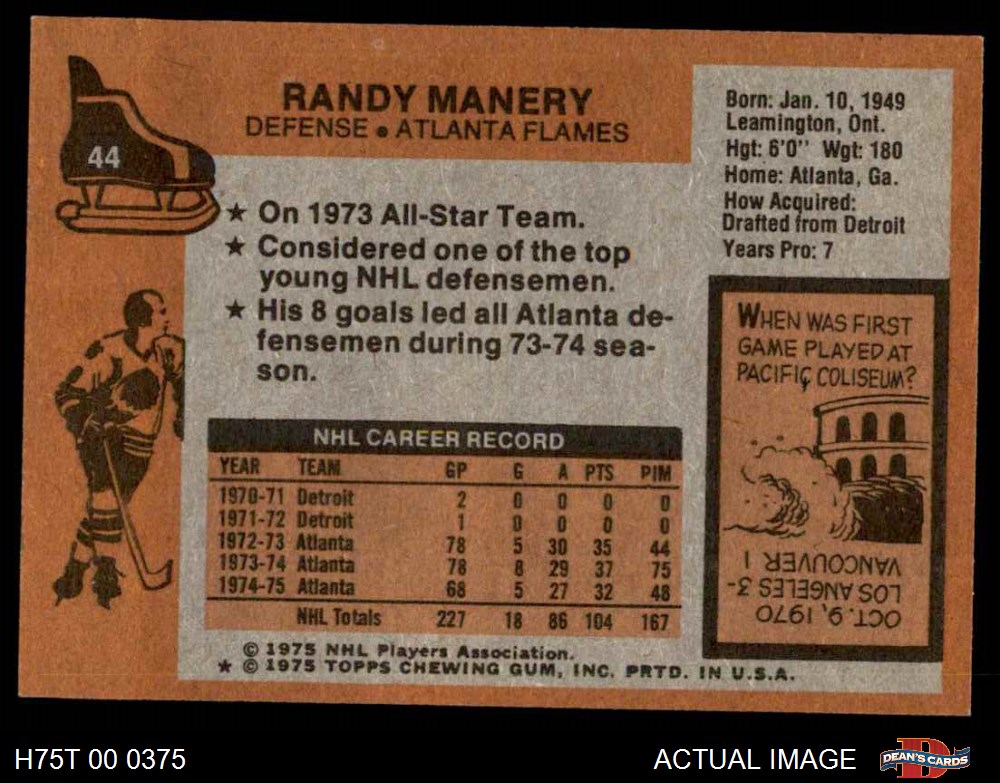 44
RANDY MANERY
DEFENSE • ATLANTA FLAMES
★ On 1973 All-Star Team.
★ Considered one of the top
young NHL defensemen.
★ His 8 goals led all Atlanta de-
fensemen during 73-74 sea-
son.
NHL CAREER RECORD
YEAR TEAM GP G A PTS PIM
1970-71 Detroit 2 0 0 0 0
1971-72 Detroit 1 0 0 0 0
1972-73 Atlanta 78 5 30 35 44
1973-74 Atlanta 78 8 29 37 75
1974-75 Atlanta 68 5 27 32 48
NHL Totals 227 18 86 104 167
© 1975 NHL Players Association.
★ © 1975 TOPPS CHEWING GUM, INC. PRTD. IN U.S.A.
Born: Jan. 10, 1949
Leamington, Ont.
Hgt: 6'0" Wgt: 180
Home: Atlanta, Ga.
How Acquired:
Drafted from Detroit
Years Pro: 7
WHEN WAS FIRST
GAME PLAYED AT
PACIFIC COLISEUM?
OCT. 9, 1970
LOS ANGELES 3-
VANCOUVER 1
H75T 00 0375
ACTUAL IMAGE
D
DEAN'S CARDS